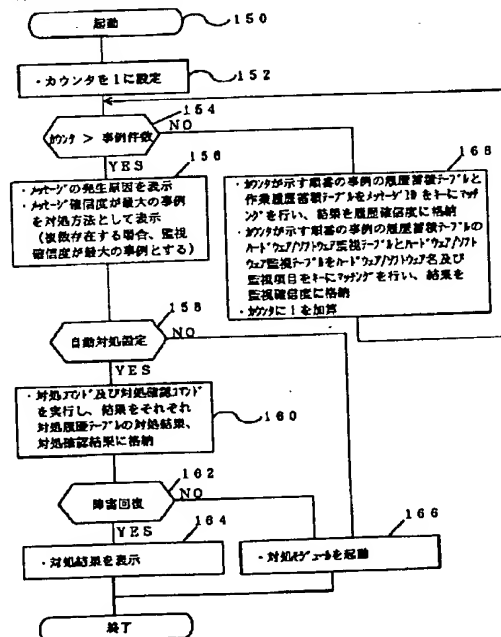 起動
150
・カウンタを1に設定
152
カウンタ > 事例件数
154
NO
YES
156
・メッセージの発生原因を表示
・メッセージ確信度が最大の事例
を対処方法として表示
(複数存在する場合、監視
確信度が最大の事例とする)
168
・カウンタが示す順番の事例の履歴蓄積テーブルと
作業履歴蓄積テーブルをメッセージIDをキーにマッチ
ングを行い、結果を履歴確信度に格納
・カウンタが示す順番の事例の履歴蓄積テーブルの
ハードウェア/ソフトウェア監視テーブルとハードウェア/ソフト
ウェア監視テーブルをハードウェア/ソフトウェア名及び
監視項目をキーにマッチングを行い、結果を
監視確信度に格納
・カウンタに1を加算
158
自動対処設定
NO
YES
・対処コマンド及び対処確認コマンド
を実行し、結果をそれぞれ
対処履歴テーブルの対処結果、
対処確認結果に格納
160
162
障害回復
NO
YES
164
・対処結果を表示
166
・対処モジュールを起動
終了